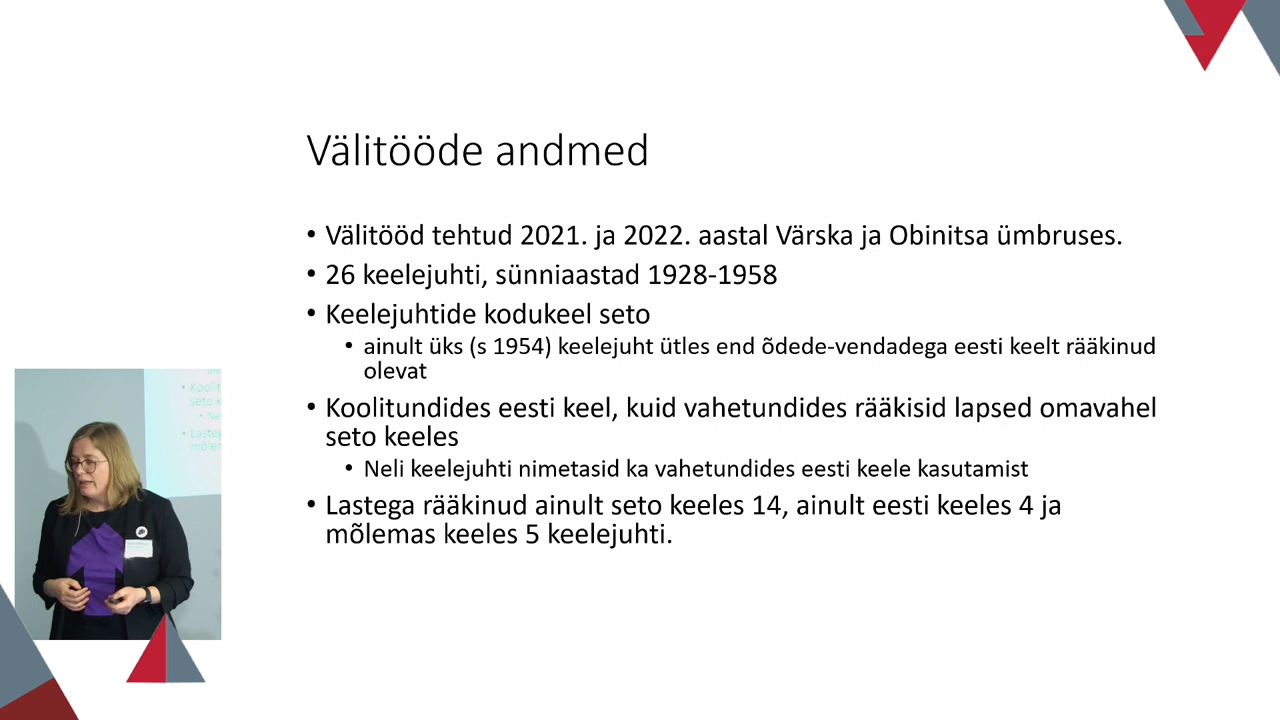 Välitööde andmed
• Välitööd tehtud 2021. ja 2022. aastal Värska ja Obinitsa ümbruses.
• 26 keelejuhti, sünniaastad 1928-1958
• Keelejuhtide kodukeel seto
• ainult üks (s 1954) keelejuht ütles end õdede-vendadega eesti keelt rääkinud
olevat
• Koolitundides eesti keel, kuid vahetundides rääkisid lapsed omavahel
seto keeles
• Neli keelejuhti nimetasid ka vahetundides eesti keele kasutamist
• Lastega rääkinud ainult seto keeles 14, ainult eesti keeles 4 ja
mõlemas keeles 5 keelejuhti.